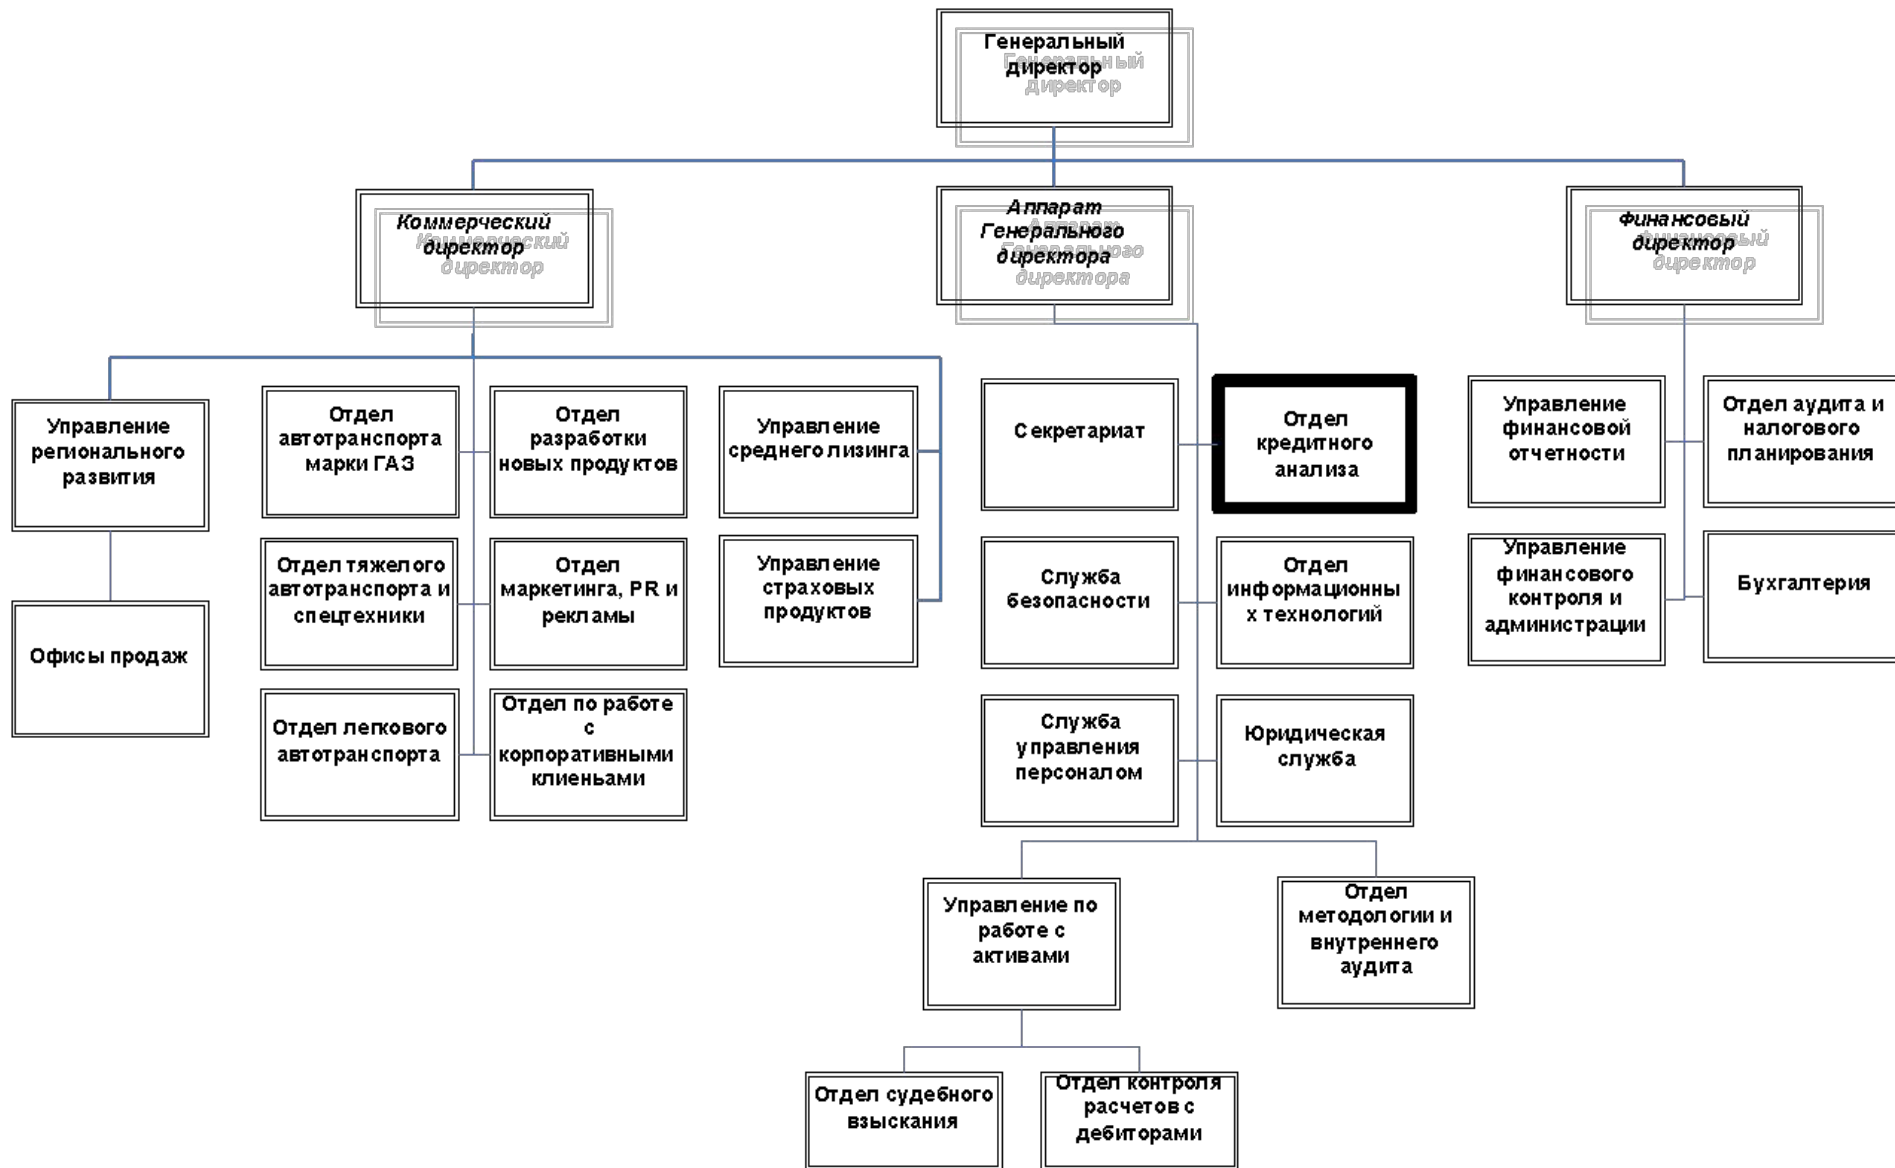 Генеральный
директор
Коммерческий
директор
Аппарат
Генерального
директора
Финансовый
директор
Управление
регионального
развития
Офисы продаж
Отдел
автотранспорта
марки ГАЗ
Отдел
разработки
новых продуктов
Отдел тяжелого
автотранспорта и
спецтехники
Отдел
маркетинга, PR и
рекламы
Отдел легкового
автотранспорта
Отдел по работе
с
корпоративными
клиеньами
Управление
среднего лизинга
Управление
страховых
продуктов
Секретариат
Отдел
кредитного
анализа
Служба
безопасности
Отдел
информационны
х технологий
Служба
управления
персоналом
Юридическая
служба
Управление по
работе с
активами
Отдел
методологии и
внутреннего
аудита
Отдел судебного
взыскания
Отдел контроля
расчетов с
дебиторами
Управление
финансовой
отчетности
Отдел аудита и
налогового
планирования
Управление
финансового
контроля и
администрации
Бухгалтерия